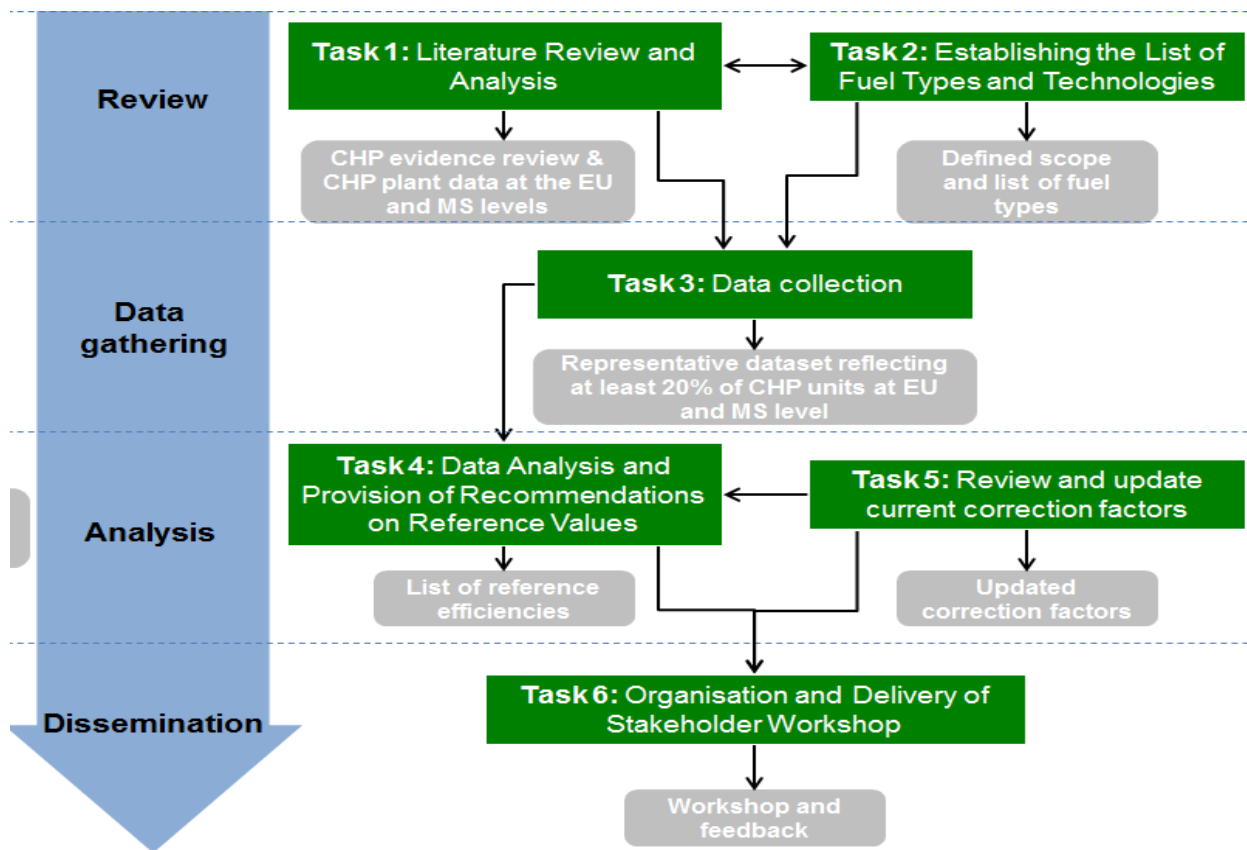 Review
Task 1: Literature Review and
Analysis
Task 2: Establishing the List of
Fuel Types and Technologies
CHP evidence review &
CHP plant data at the EU
and MS levels
Defined scope
and list of fuel
types
Data
gathering
Task 3: Data collection
Representative dataset reflecting
at least 20% of CHP units at EU
and MS level
Analysis
Task 4: Data Analysis and
Provision of Recommendations
on Reference Values
Task 5: Review and update
current correction factors
List of reference
efficiencies
Updated
correction factors
Dissemination
Task 6: Organisation and Delivery of
Stakeholder Workshop
Workshop and
feedback